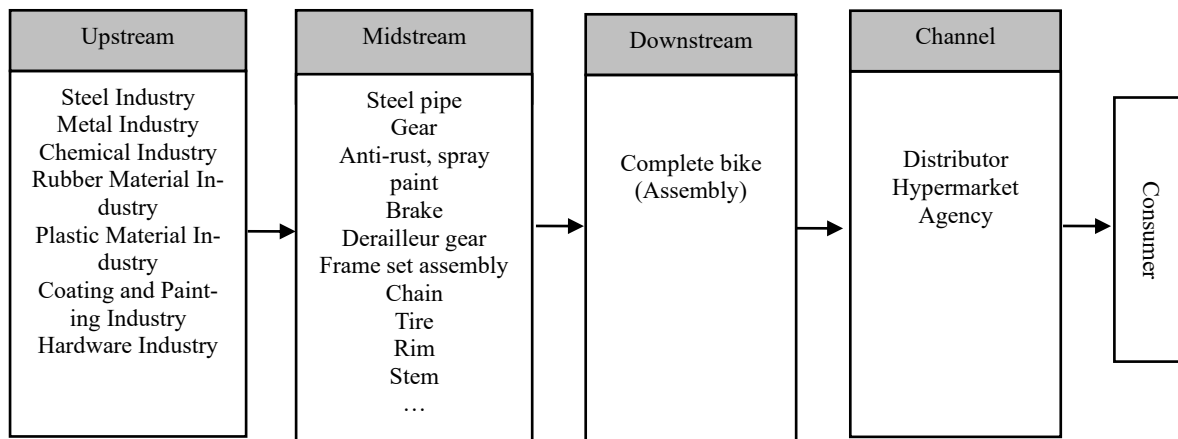 Upstream
Steel Industry
Metal Industry
Chemical Industry
Rubber Material In-
dustry
Plastic Material In-
dustry
Coating and Paint-
ing Industry
Hardware Industry
Midstream
Steel pipe
Gear
Anti-rust, spray
paint
Brake
Derailleur gear
Frame set assembly
Chain
Tire
Rim
Stem
…
Downstream
Complete bike
(Assembly)
Channel
Distributor
Hypermarket
Agency
Consumer